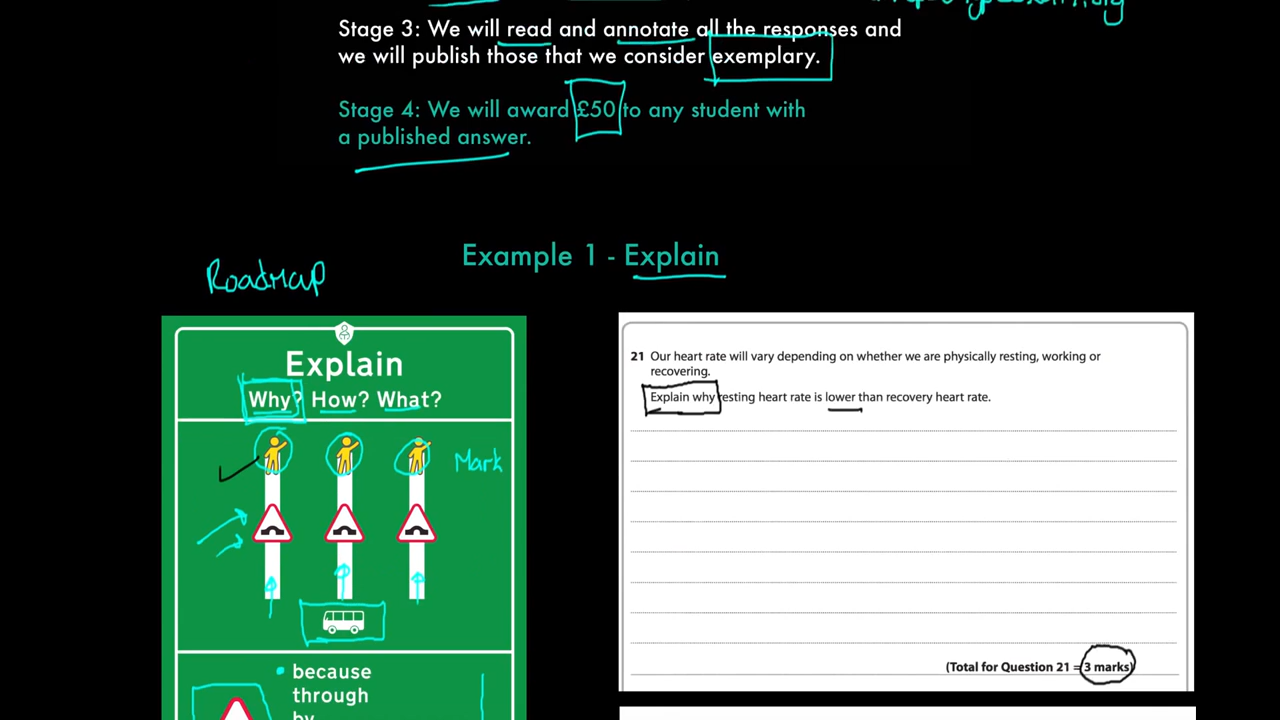 Stage 3: We will read and annotate all the responses and
we will publish those that we consider exemplary.
Stage 4: We will award £50 to any student with
a published answer.
Example 1 - Explain
Roadmap
Explain
Why? How? What?
Mark
because
through
by
21 Our heart rate will vary depending on whether we are physically resting, working or
recovering.
Explain why resting heart rate is lower than recovery heart rate.
(Total for Question 21 = 3 marks)